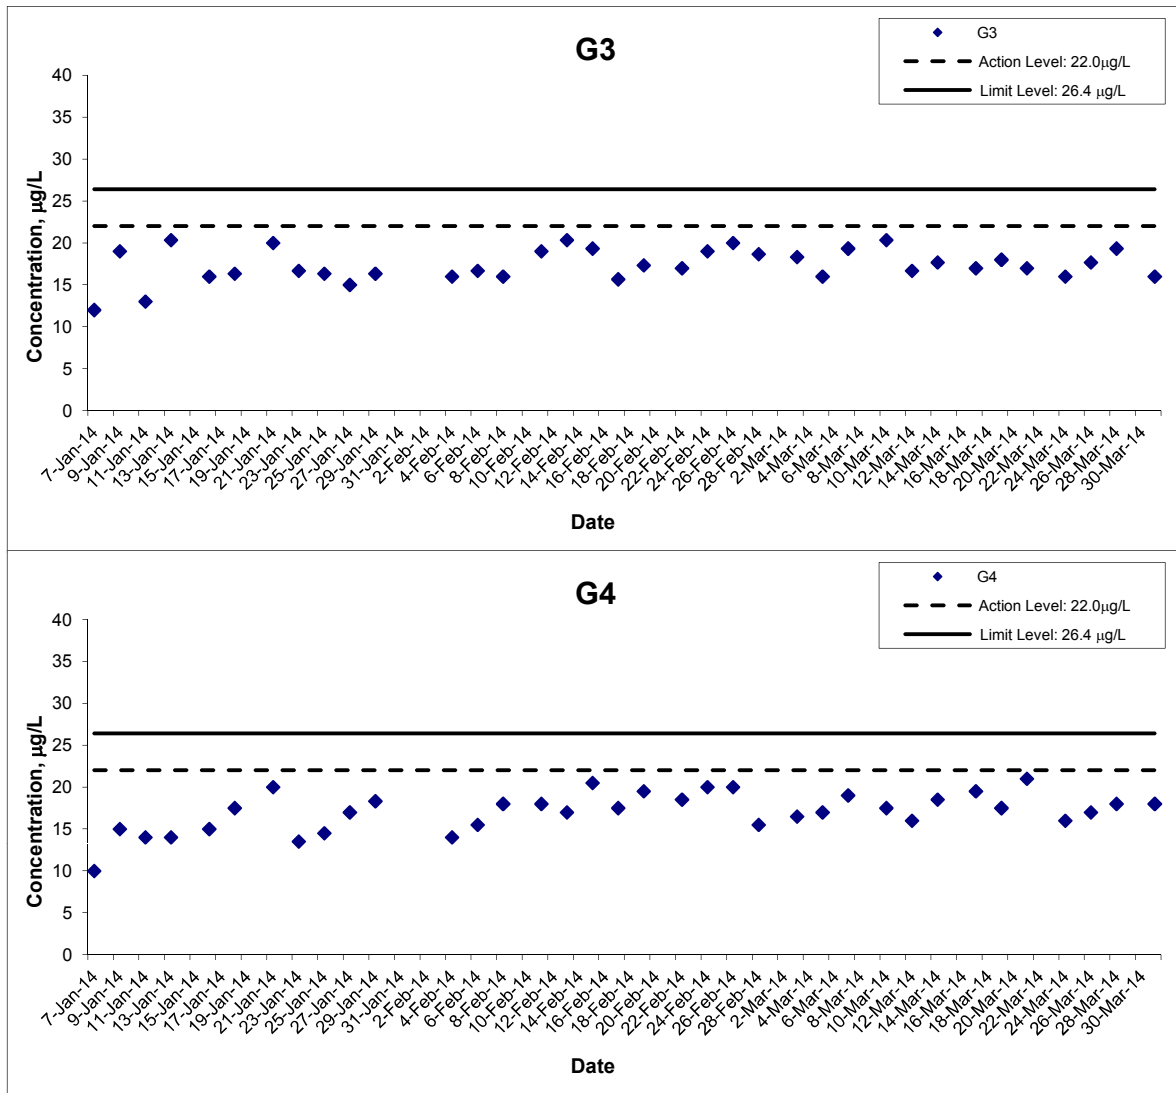 G3
G3
Action Level: 22.0µg/L
Limit Level: 26.4 µg/L
Concentration, µg/L
40
35
30
25
20
15
10
5
0
7-Jan-14
9-Jan-14
11-Jan-14
13-Jan-14
15-Jan-14
17-Jan-14
19-Jan-14
21-Jan-14
23-Jan-14
25-Jan-14
27-Jan-14
29-Jan-14
31-Jan-14
2-Feb-14
4-Feb-14
6-Feb-14
8-Feb-14
10-Feb-14
12-Feb-14
14-Feb-14
16-Feb-14
18-Feb-14
20-Feb-14
22-Feb-14
24-Feb-14
26-Feb-14
28-Feb-14
2-Mar-14
4-Mar-14
6-Mar-14
8-Mar-14
10-Mar-14
12-Mar-14
14-Mar-14
16-Mar-14
18-Mar-14
20-Mar-14
22-Mar-14
24-Mar-14
26-Mar-14
28-Mar-14
30-Mar-14
Date
G4
G4
Action Level: 22.0µg/L
Limit Level: 26.4 µg/L
Concentration, µg/L
40
35
30
25
20
15
10
5
0
7-Jan-14
9-Jan-14
11-Jan-14
13-Jan-14
15-Jan-14
17-Jan-14
19-Jan-14
21-Jan-14
23-Jan-14
25-Jan-14
27-Jan-14
29-Jan-14
31-Jan-14
2-Feb-14
4-Feb-14
6-Feb-14
8-Feb-14
10-Feb-14
12-Feb-14
14-Feb-14
16-Feb-14
18-Feb-14
20-Feb-14
22-Feb-14
24-Feb-14
26-Feb-14
28-Feb-14
2-Mar-14
4-Mar-14
6-Mar-14
8-Mar-14
10-Mar-14
12-Mar-14
14-Mar-14
16-Mar-14
18-Mar-14
20-Mar-14
22-Mar-14
24-Mar-14
26-Mar-14
28-Mar-14
30-Mar-14
Date